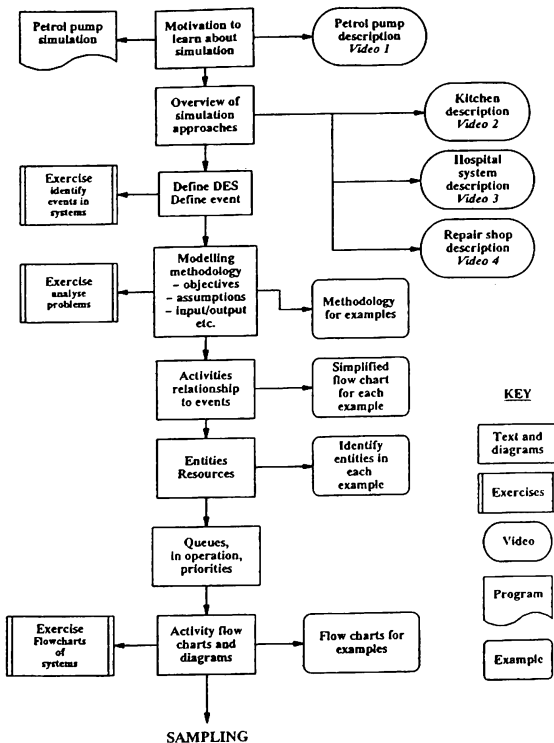 Petrol pump
simulation
Motivation to
learn about
simulation
Petrol pump
description
Video 1
Overview of
simulation
approaches
Kitchen
description
Video 2
Exercise
identify
events in
systems
Define DES
Define event
Hospital
system
description
Video 3
Repair shop
description
Video 4
Exercise
analyse
problems
Modelling
methodology
– objectives
– assumptions
– input/output
etc.
Methodology
for examples
Activities
relationship
to events
Simplified
flow chart
for each
example
Entities
Resources
Identify
entities in
each
example
Queues,
in operation,
priorities
Exercise
Flowcharts
of
systems
Activity flow
charts and
diagrams
Flow charts for
examples
SAMPLING
KEY
Text and
diagrams
Exercises
Video
Program
Example